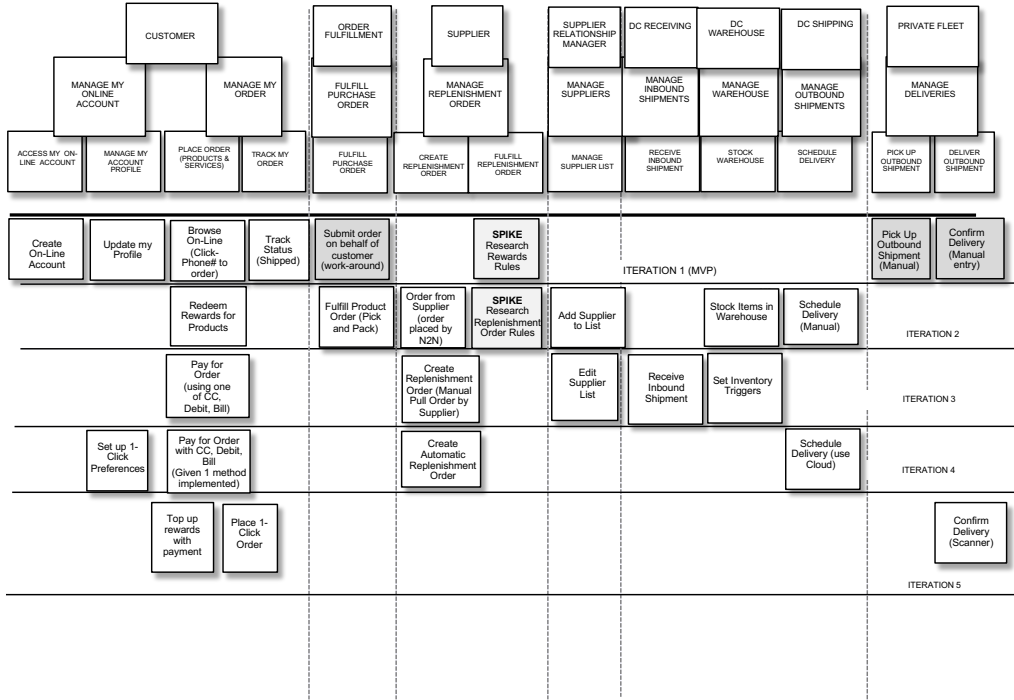 CUSTOMER
ORDER
FULFILLMENT
SUPPLIER
SUPPLIER
RELATIONSHIP
MANAGER
DC RECEIVING
DC
WAREHOUSE
DC SHIPPING
PRIVATE FLEET
MANAGE MY
ONLINE
ACCOUNT
MANAGE MY
ORDER
FULFILL
PURCHASE
ORDER
MANAGE
REPLENISHMENT
ORDER
MANAGE
SUPPLIERS
MANAGE
INBOUND
SHIPMENTS
MANAGE
WAREHOUSE
MANAGE
OUTBOUND
SHIPMENTS
MANAGE
DELIVERIES
ACCESS MY ON-
LINE ACCOUNT
MANAGE MY
ACCOUNT
PROFILE
PLACE ORDER
(PRODUCTS &
SERVICES)
TRACK MY
ORDER
FULFILL
PURCHASE
ORDER
CREATE
REPLENISHMENT
ORDER
FULFILL
REPLENISHMENT
ORDER
MANAGE
SUPPLIER LIST
RECEIVE
INBOUND
SHIPMENT
STOCK
WAREHOUSE
SCHEDULE
DELIVERY
PICK UP
OUTBOUND
SHIPMENT
DELIVER
OUTBOUND
SHIPMENT
Create
On-Line
Account
Update my
Profile
Browse
On-Line
(Click-
Phone# to
order)
Track
Status
(Shipped)
Submit order
on behalf of
customer
(work-around)
SPIKE
Research
Rewards
Rules
ITERATION 1 (MVP)
Pick Up
Outbound
Shipment
(Manual)
Confirm
Delivery
(Manual
entry)
Redeem
Rewards for
Products
Fulfill Product
Order (Pick
and Pack)
Order from
Supplier
(order
placed by
N2N)
SPIKE
Research
Replenishment
Order Rules
Add Supplier
to List
Stock Items in
Warehouse
Schedule
Delivery
(Manual)
ITERATION 2
Pay for
Order
(using one
of CC,
Debit, Bill)
Create
Replenishment
Order (Manual
Pull Order by
Supplier)
Edit
Supplier
List
Receive
Inbound
Shipment
Set Inventory
Triggers
ITERATION 3
Set up 1-
Click
Preferences
Pay for Order
with CC, Debit,
Bill
(Given 1 method
implemented)
Create
Automatic
Replenishment
Order
Schedule
Delivery (use
Cloud)
ITERATION 4
Top up
rewards
with
payment
Place 1-
Click
Order
Confirm
Delivery
(Scanner)
ITERATION 5